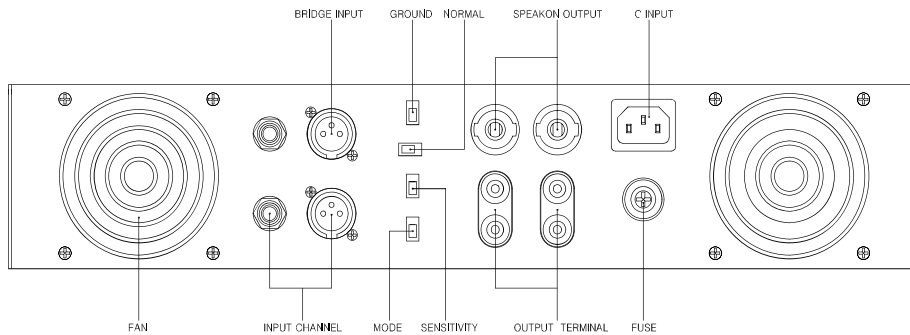 BRIDGE INPUT GROUND NORMAL SPEAKON OUTPUT C INPUT
FAN INPUT CHANNEL MODE SENSITIVITY OUTPUT TERMINAL FUSE